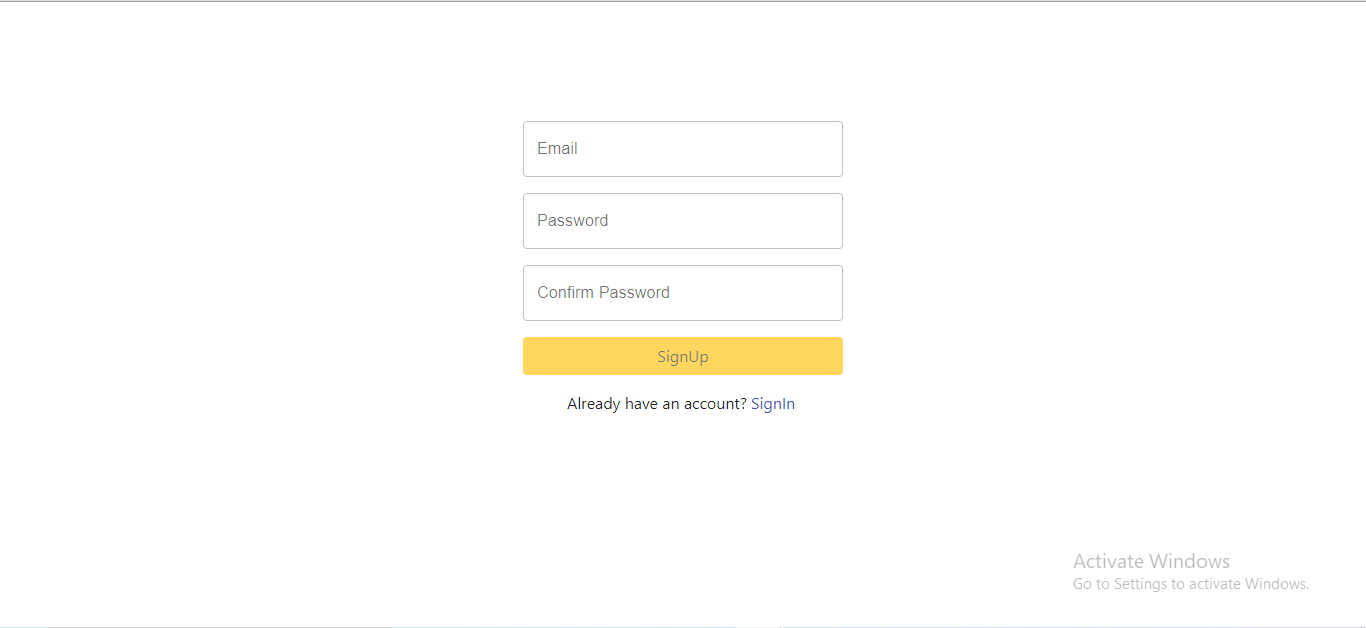 Email
Password
Confirm Password
SignUp
Already have an account? SignIn
Activate Windows
Go to Settings to activate Windows.